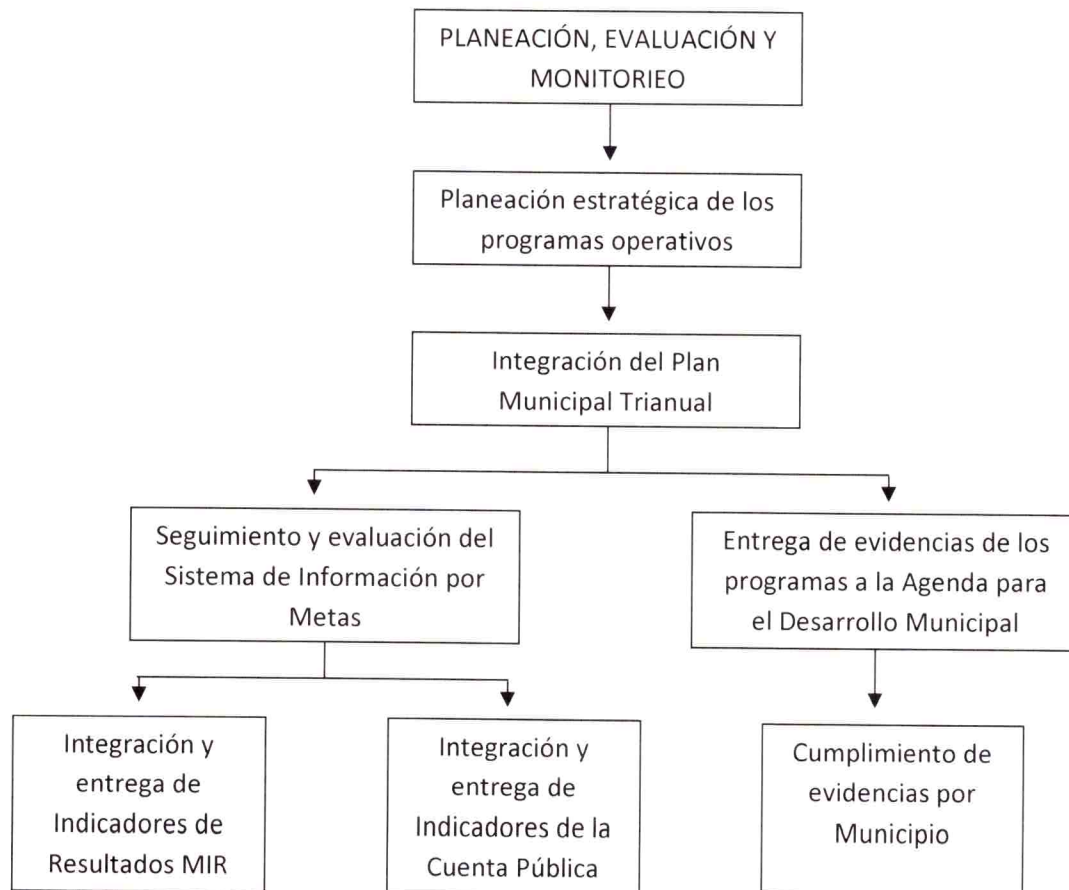 PLANEACIÓN, EVALUACIÓN Y
MONITORIEO
Planeación estratégica de los
programas operativos
Integración del Plan
Municipal Trianual
Seguimiento y evaluación del
Sistema de Información por
Metas
Entrega de evidencias de los
programas a la Agenda para
el Desarrollo Municipal
Integración y
entrega de
Indicadores de
Resultados MIR
Integración y
entrega de
Indicadores de la
Cuenta Pública
Cumplimiento de
evidencias por
Municipio